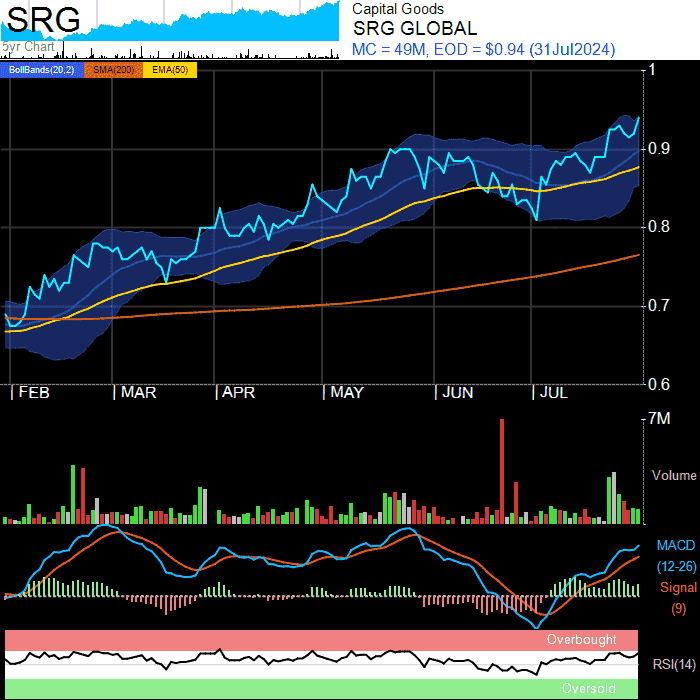 SRG
5yr Chart
Capital Goods
SRG GLOBAL
MC = 49M, EOD = $0.94 (31Jul2024)
BollBands(20,2) SMA(200) EMA(50)
1
0.9
0.8
0.7
0.6
FEB MAR APR MAY JUN JUL
7M
Volume
MACD
(12-26)
Signal
(9)
Overbought
RSI(14)
Oversold